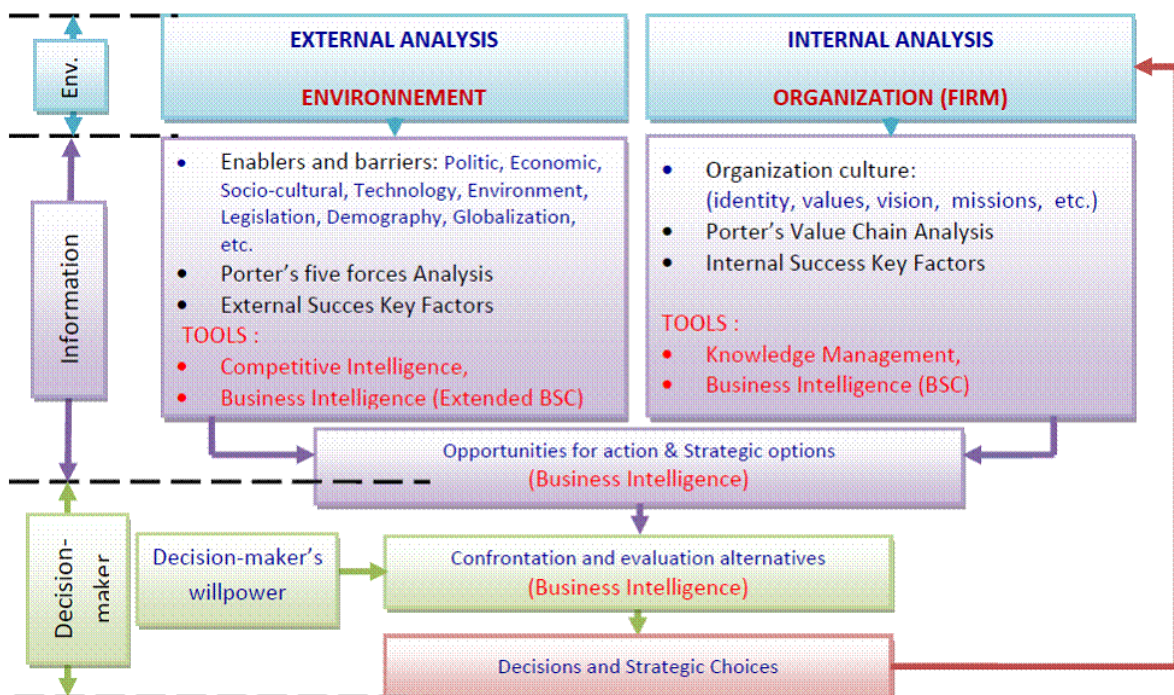 Env.
EXTERNAL ANALYSIS
ENVIRONNEMENT
INTERNAL ANALYSIS
ORGANIZATION (FIRM)
Information
• Enablers and barriers: Politic, Economic,
Socio-cultural, Technology, Environment,
Legislation, Demography, Globalization,
etc.
• Porter's five forces Analysis
• External Succes Key Factors
TOOLS :
• Competitive Intelligence,
• Business Intelligence (Extended BSC)
• Organization culture:
(identity, values, vision, missions, etc.)
• Porter's Value Chain Analysis
• Internal Success Key Factors
TOOLS :
• Knowledge Management,
• Business Intelligence (BSC)
Opportunities for action & Strategic options
(Business Intelligence)
Decision-
maker
Decision-maker's
willpower
Confrontation and evaluation alternatives
(Business Intelligence)
Decisions and Strategic Choices